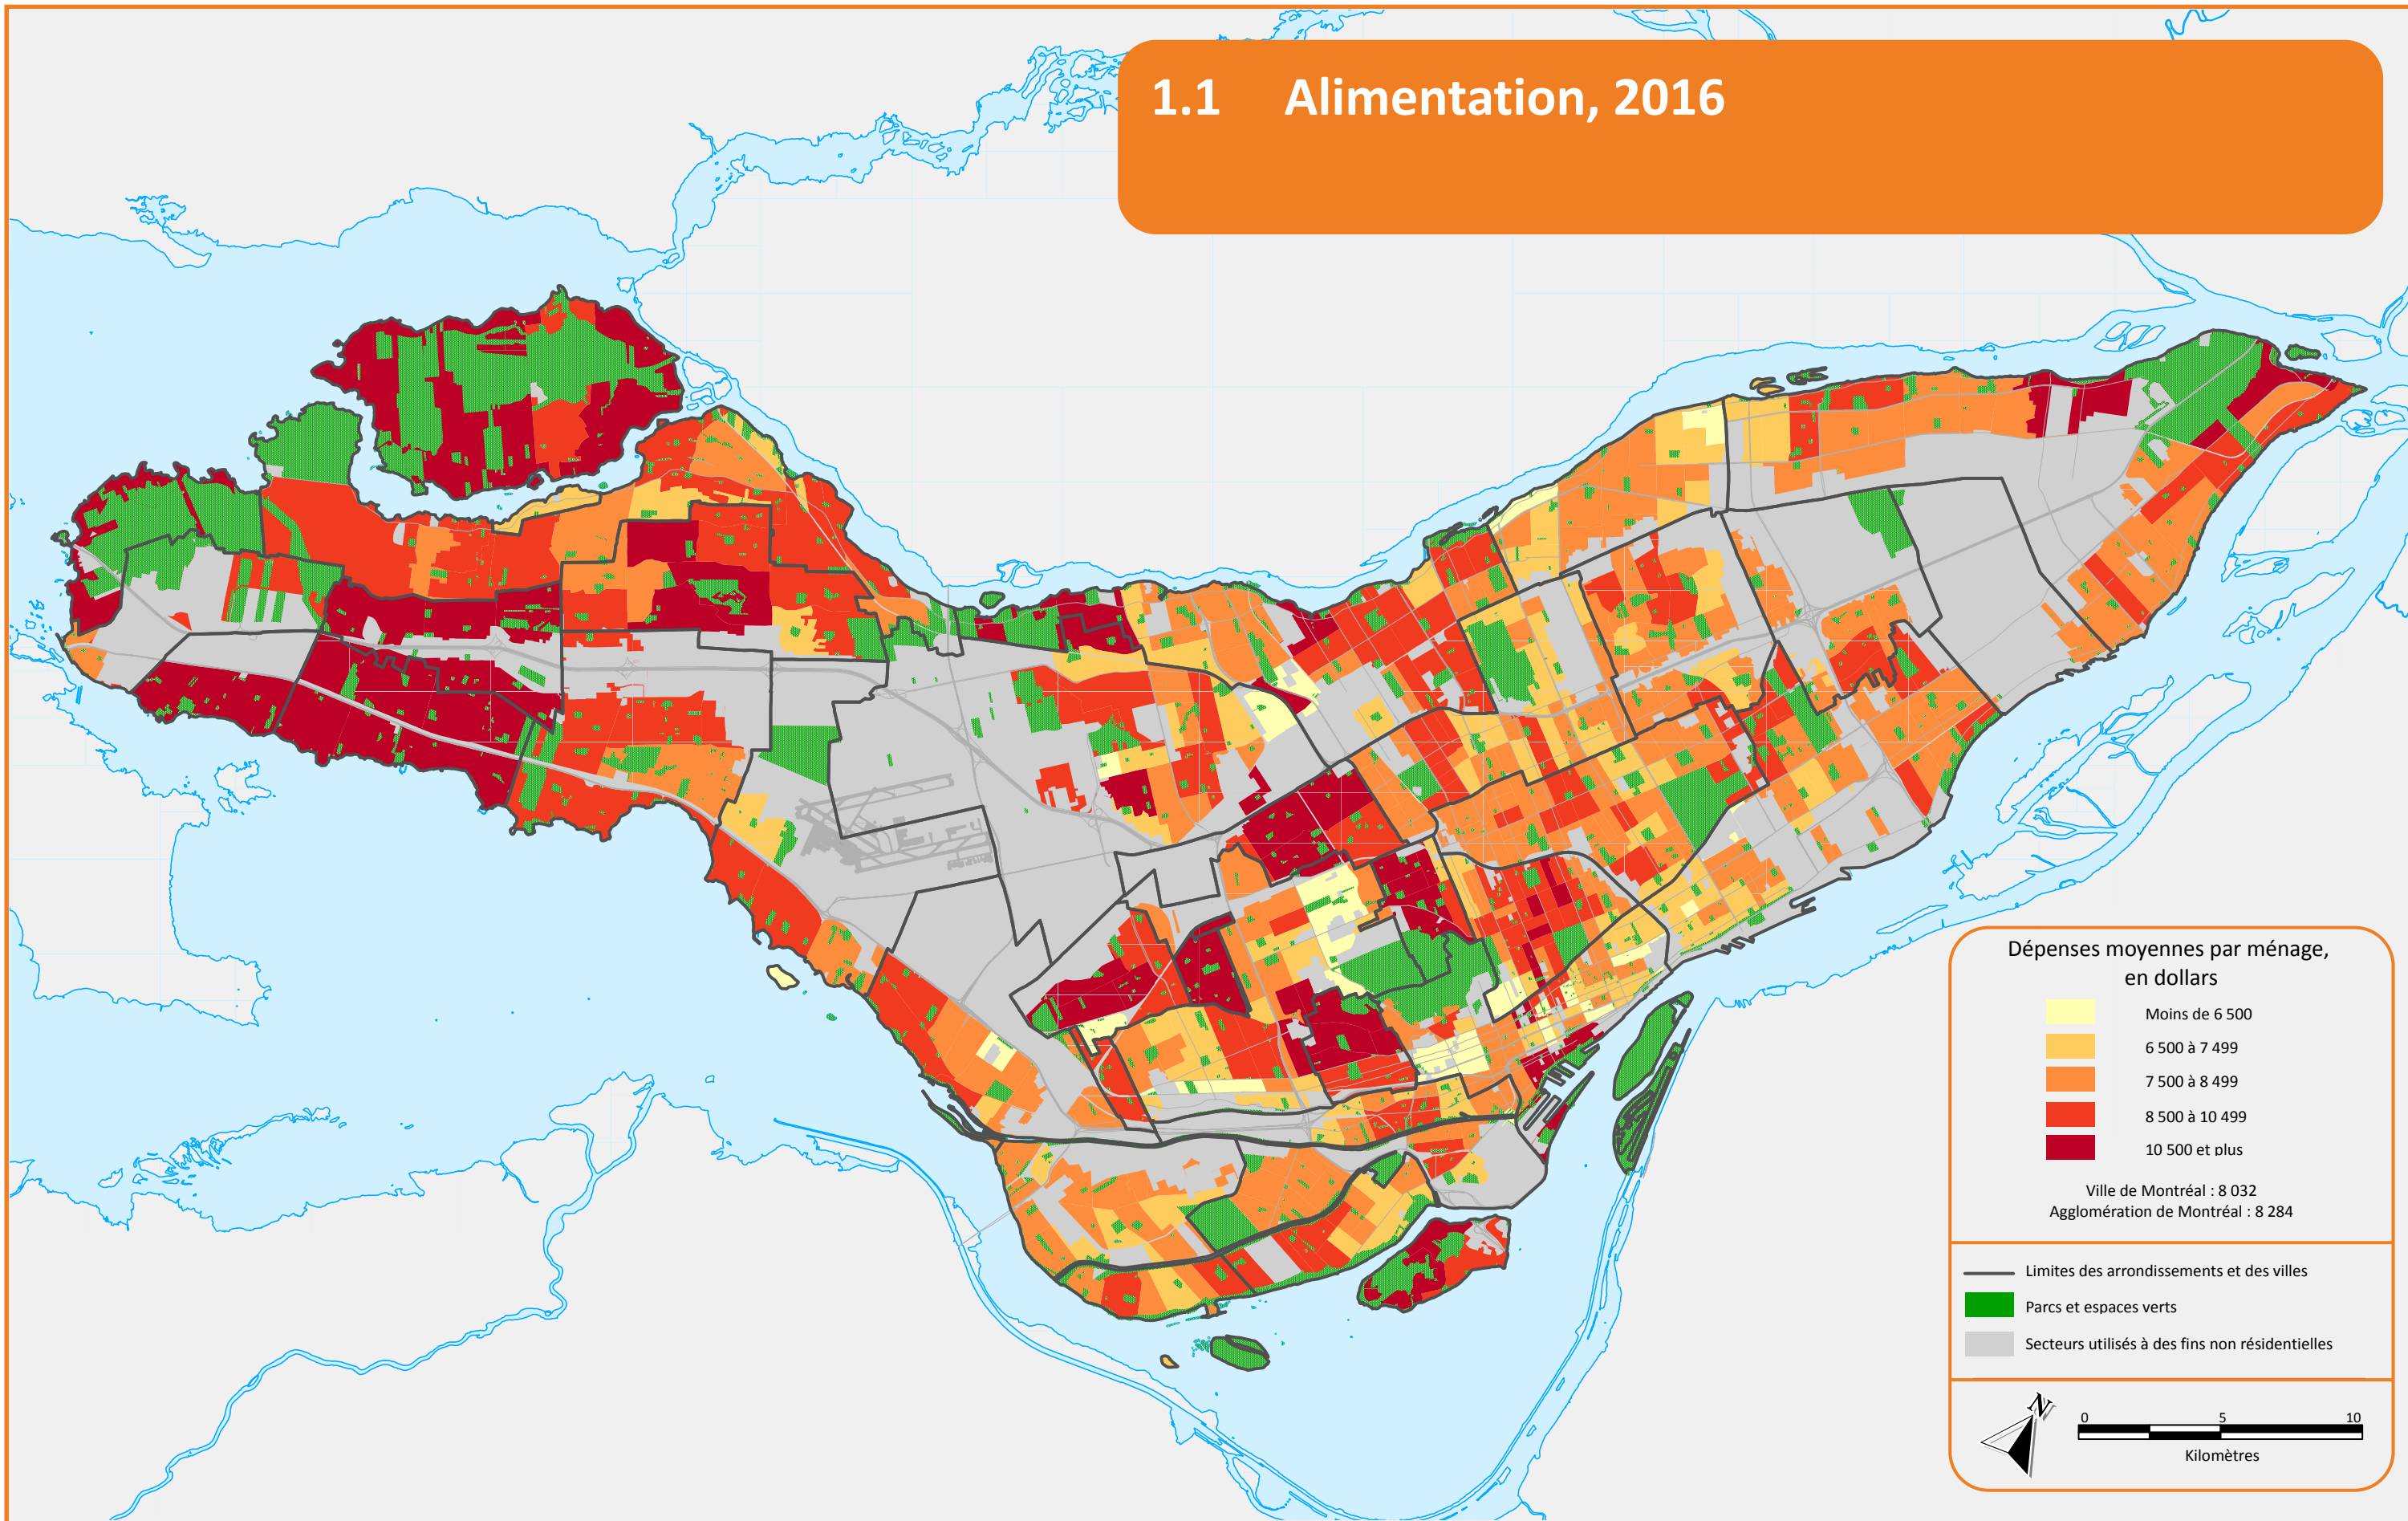 1.1 Alimentation, 2016
Dépenses moyennes par ménage,
en dollars
Moins de 6 500
6 500 à 7 499
7 500 à 8 499
8 500 à 10 499
10 500 et plus
Ville de Montréal : 8 032
Agglomération de Montréal : 8 284
Limites des arrondissements et des villes
Parcs et espaces verts
Secteurs utilisés à des fins non résidentielles
N
0 5 10
Kilomètres